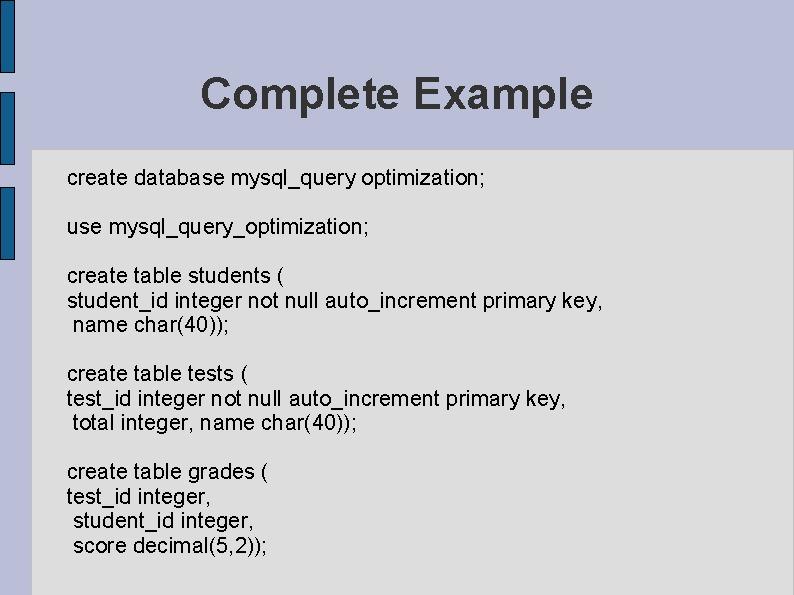 Complete Example
create database mysql_query optimization;
use mysql_query_optimization;
create table students (
student_id integer not null auto_increment primary key,
name char(40));
create table tests (
test_id integer not null auto_increment primary key,
total integer, name char(40));
create table grades (
test_id integer,
student_id integer,
score decimal(5,2));